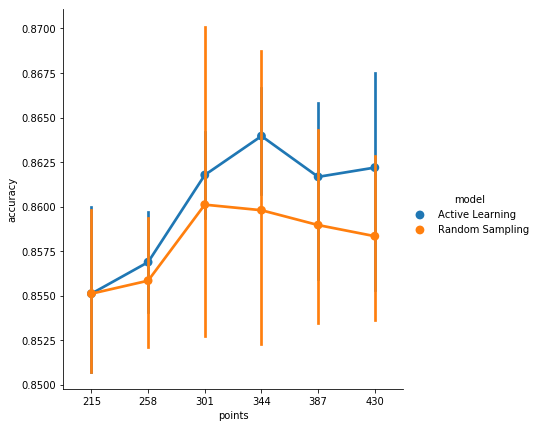 0.8700
0.8675
0.8650
0.8625
0.8600
0.8575
0.8550
0.8525
0.8500
accuracy
215 258 301 344 387 430
points
model
Active Learning
Random Sampling